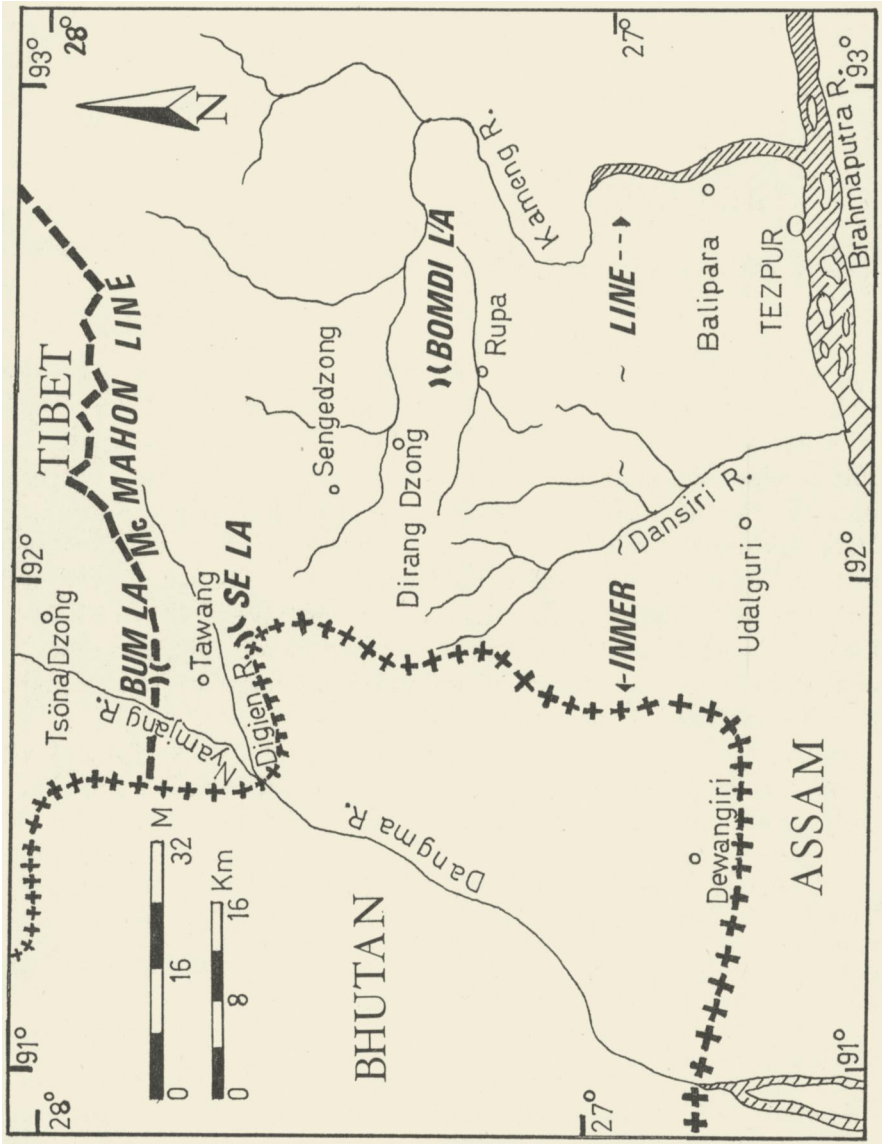 91°
92°
93°
28°
28°
Tsöna Dzong
TIBET
N
BUM LA
Mc MAHON LINE
Nyamjang R.
Tawang
M
0
16
32
Km
0
8
16
Digien R.
SE LA
Sengedzong
Dangma R.
BHUTAN
Dirang Dzong
BOMDI LA
Rupa
Kameng R.
27°
INNER
LINE
27°
Dansiri R.
Dewangiri
Udalguri
Balipara
ASSAM
TEZPUR
Brahmaputra R.
91°
92°
93°